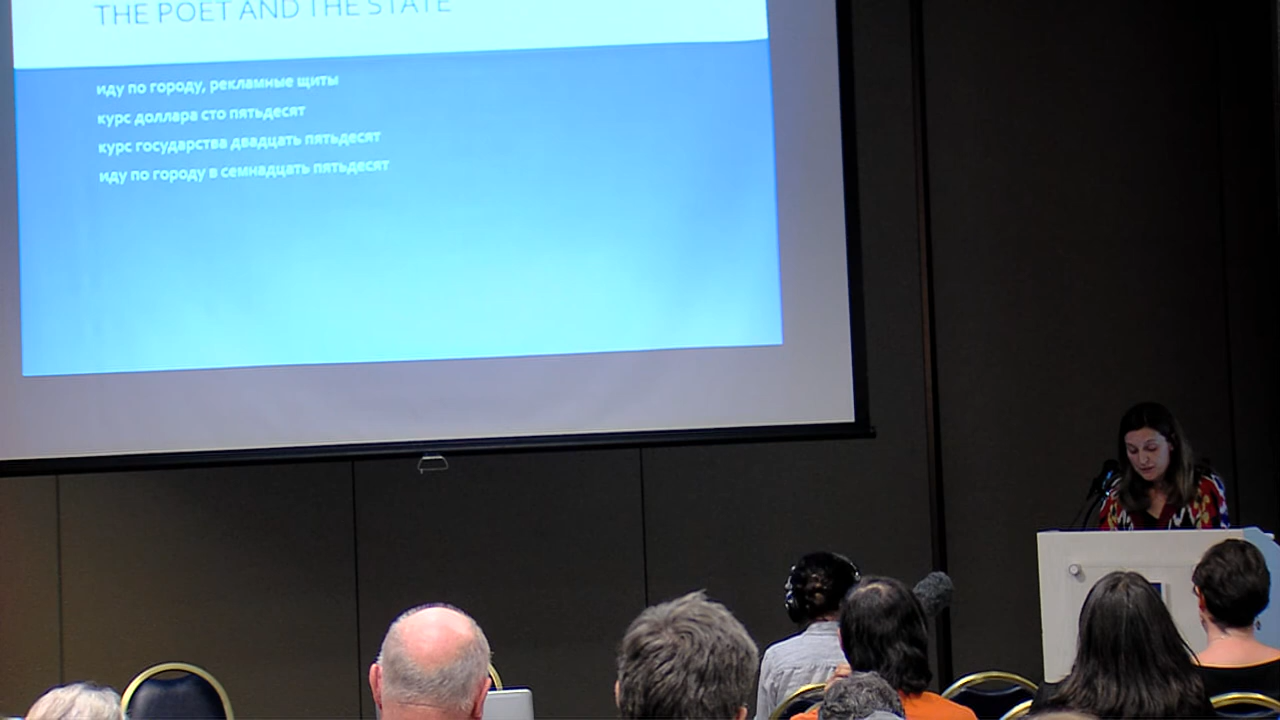 THE POET AND THE STATE
иду по городу, рекламные щиты
курс доллара сто пятьдесят
курс государства двадцать пятьдесят
иду по городу в семнадцать пятьдесят